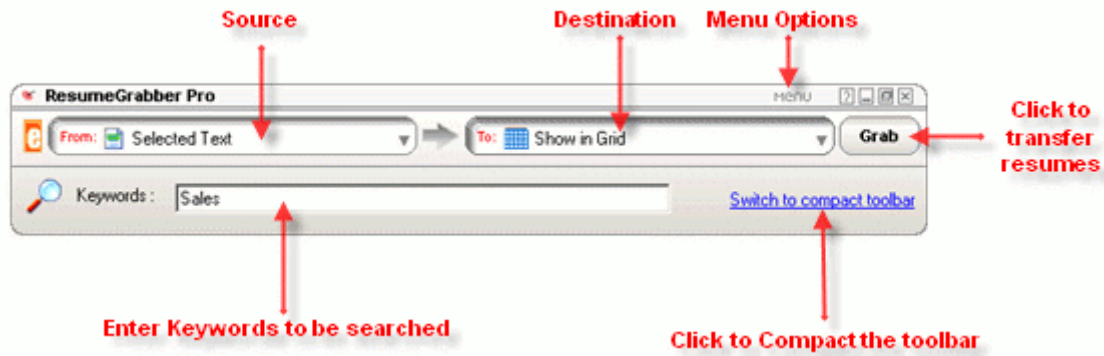 Source Destination Menu Options
ResumeGrabber Pro Menu
From: Selected Text To: Show in Grid Grab
Click to
transfer
resumes
Keywords : Sales Switch to compact toolbar
Enter Keywords to be searched
Click to Compact the toolbar